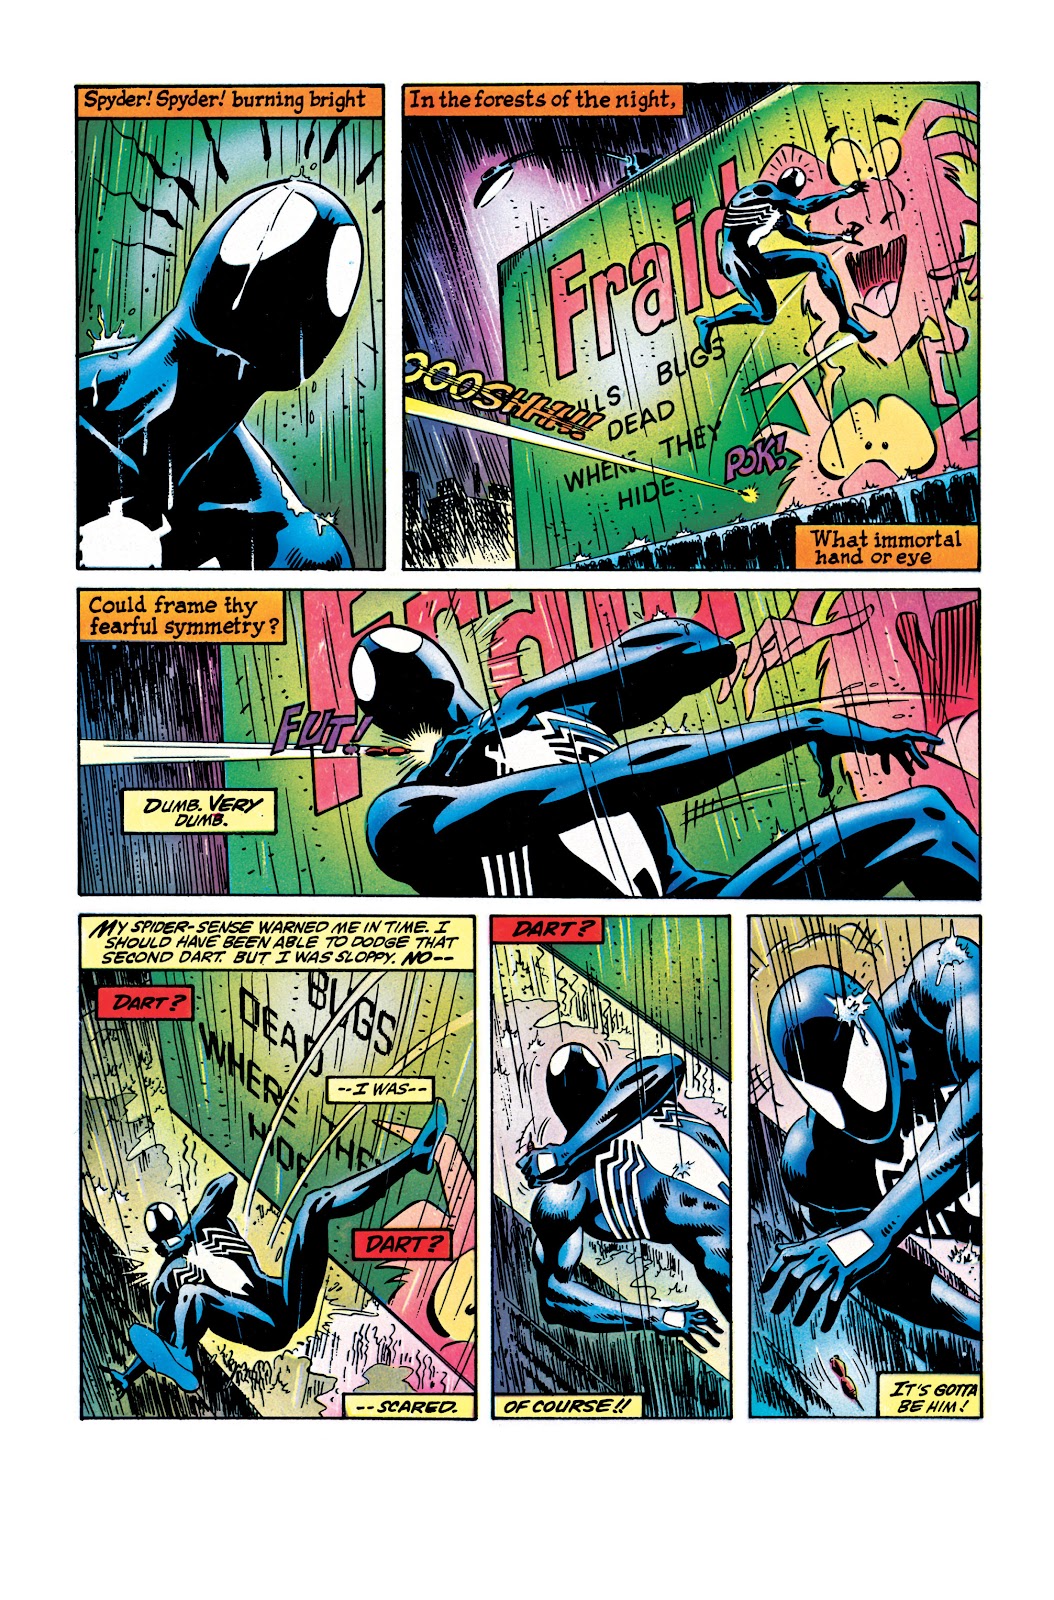 Spyder! Spyder! burning bright
In the forests of the night,
Fraid
BUGS
DEAD
WHERE THEY
HIDE
OOOSHHH!!
POK!
What immortal
hand or eye
Could frame thy
fearful symmetry?
Fraid
FUT!
DUMB. VERY
DUMB.
MY SPIDER-SENSE WARNED ME IN TIME. I
SHOULD HAVE BEEN ABLE TO DODGE THAT
SECOND DART. BUT I WAS SLOPPY. NO--
DART?
BUGS
DEAD
WHERE THE
HIDE
--I WAS--
DART?
--SCARED.
DART?
OF COURSE!!
IT'S GOTTA
BE HIM!